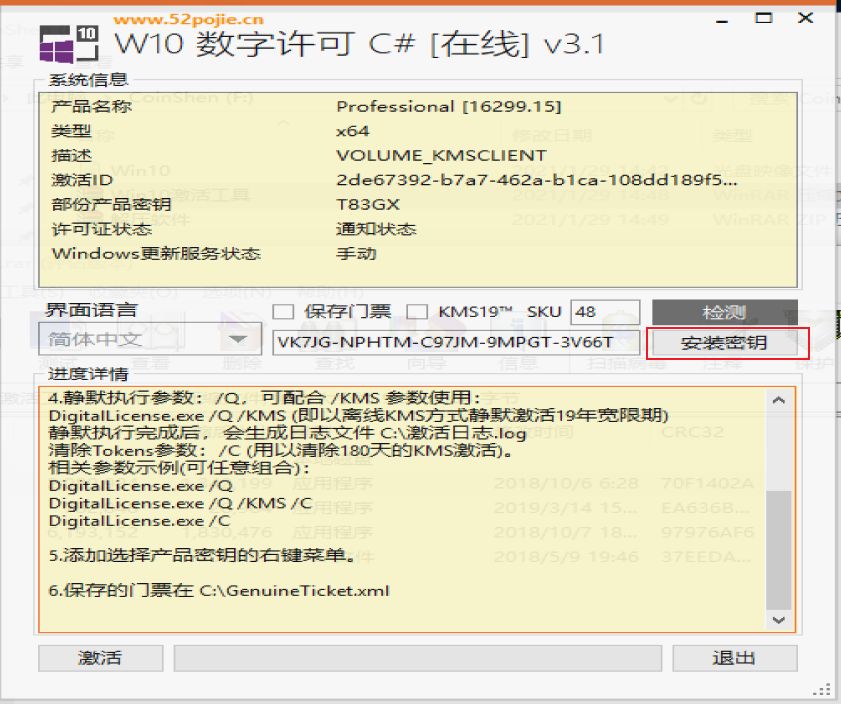 www.52pojie.cn
W10 数字许可 C# [在线] v3.1
系统信息
产品名称 Professional [16299.15]
类型 x64
描述 VOLUME_KMSCLIENT
激活ID 2de67392-b7a7-462a-b1ca-108dd189f5...
部份产品密钥 T83GX
许可证状态 通知状态
Windows更新服务状态 手动
界面语言 保存门票 KMS19™ SKU 48 检测
简体中文 VK7JG-NPHTM-C97JM-9MPGT-3V66T 安装密钥
进度详情
4.静默执行参数：/Q，可配合 /KMS 参数使用：
DigitalLicense.exe /Q /KMS (即以离线KMS方式静默激活19年宽限期)
静默执行完成后，会生成日志文件 C:\激活日志.log
清除Tokens参数：/C (用以清除180天的KMS激活)。
相关参数示例(可任意组合)：
DigitalLicense.exe /Q
DigitalLicense.exe /Q /KMS /C
DigitalLicense.exe /C
5.添加选择产品密钥的右键菜单。
6.保存的门票在 C:\GenuineTicket.xml
激活 退出